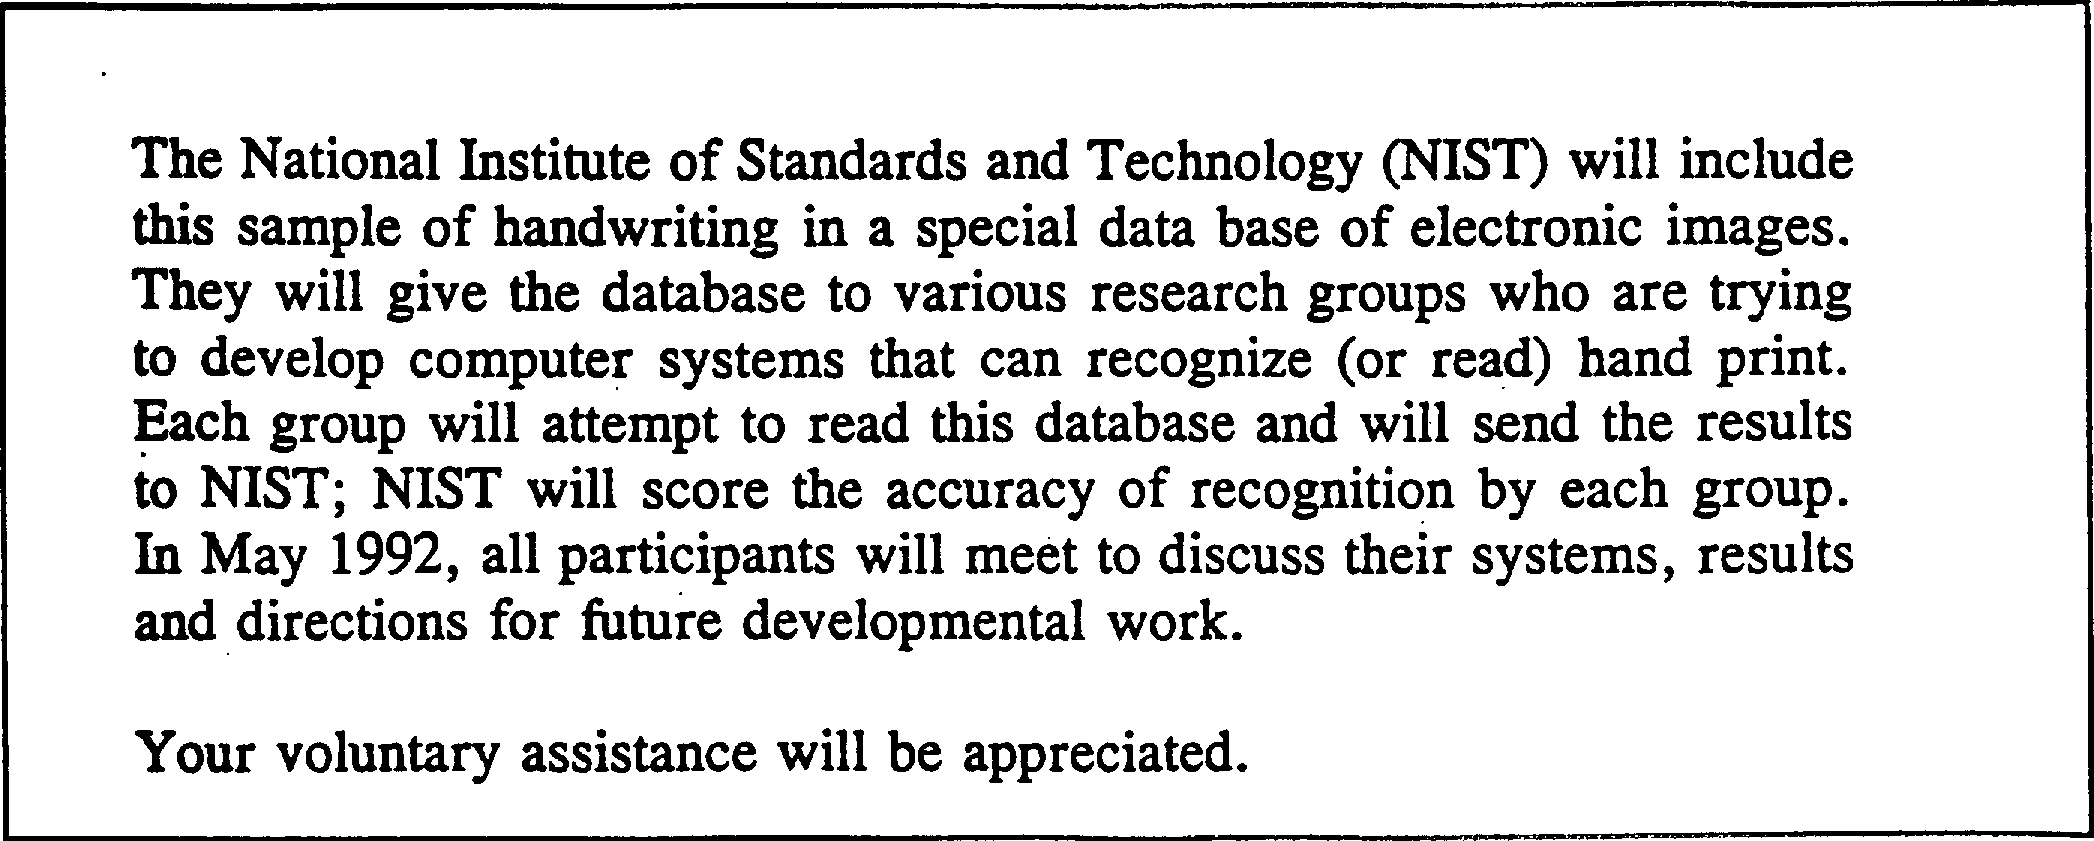 The National Institute of Standards and Technology (NIST) will include
this sample of handwriting in a special data base of electronic images.
They will give the database to various research groups who are trying
to develop computer systems that can recognize (or read) hand print.
Each group will attempt to read this database and will send the results
to NIST; NIST will score the accuracy of recognition by each group.
In May 1992, all participants will meet to discuss their systems, results
and directions for future developmental work.
Your voluntary assistance will be appreciated.